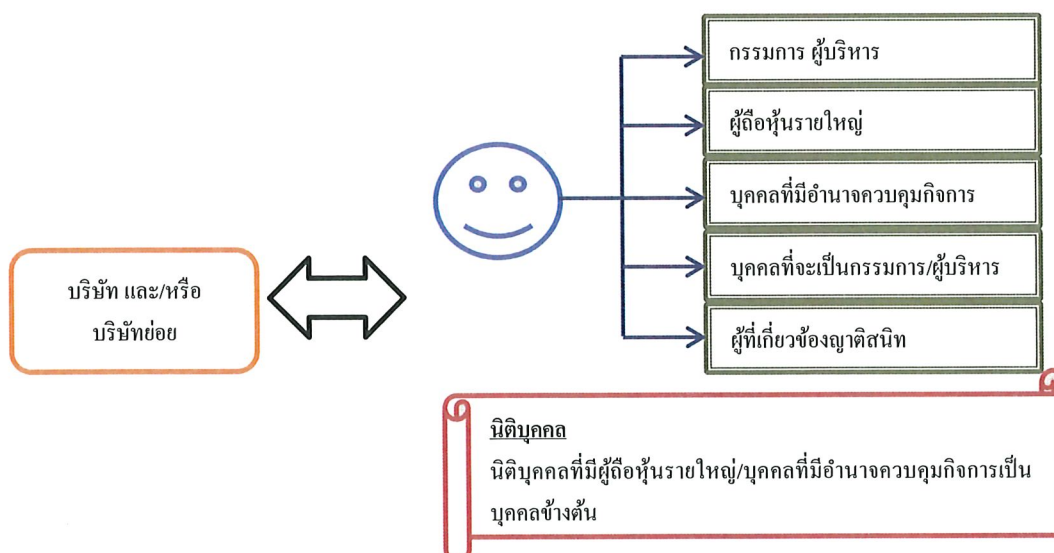 กรรมการ ผู้บริหาร
ผู้ถือหุ้นรายใหญ่
บุคคลที่มีอำนาจควบคุมกิจการ
บุคคลที่จะเป็นกรรมการ/ผู้บริหาร
ผู้ที่เกี่ยวข้องญาติสนิท
บริษัท และ/หรือ
บริษัทย่อย
นิติบุคคล
นิติบุคคลที่มีผู้ถือหุ้นรายใหญ่/บุคคลที่มีอำนาจควบคุมกิจการเป็น
บุคคลข้างต้น